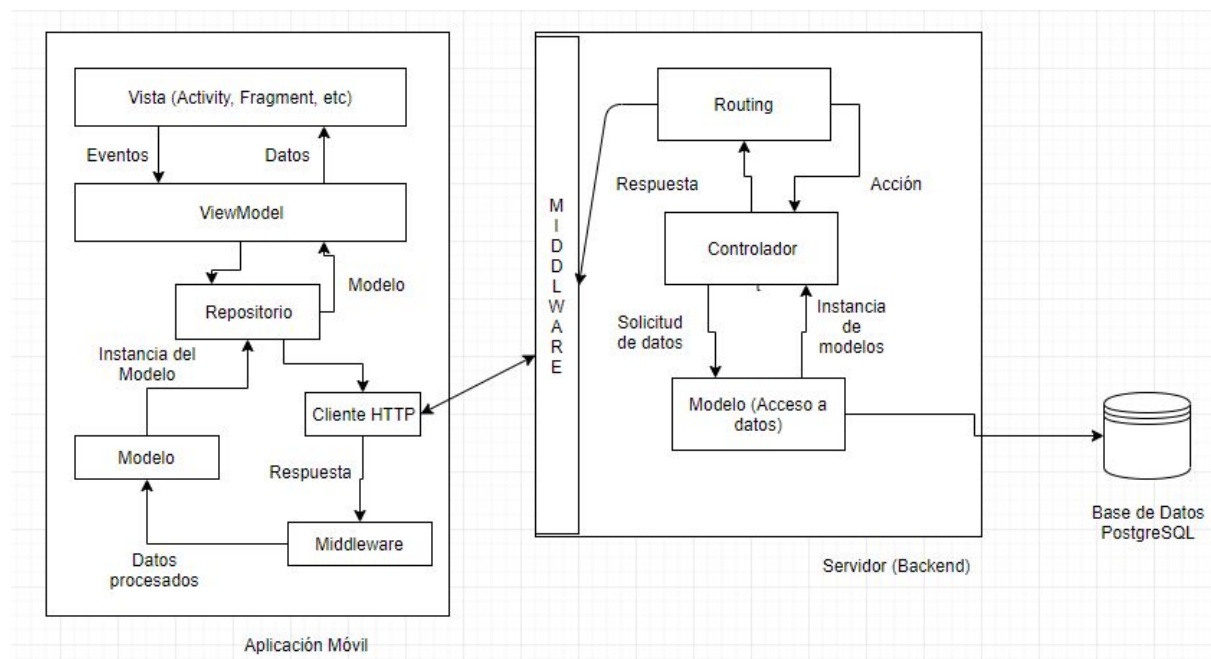 Vista (Activity, Fragment, etc)
Eventos
Datos
ViewModel
Modelo
Repositorio
Instancia del
Modelo
Cliente HTTP
Modelo
Respuesta
Middleware
Datos
procesados
Aplicación Móvil
MIDDLWARE
Routing
Respuesta
Acción
Controlador
t
Solicitud
de datos
Instancia
de
modelos
Modelo (Acceso a
datos)
Servidor (Backend)
Base de Datos
PostgreSQL